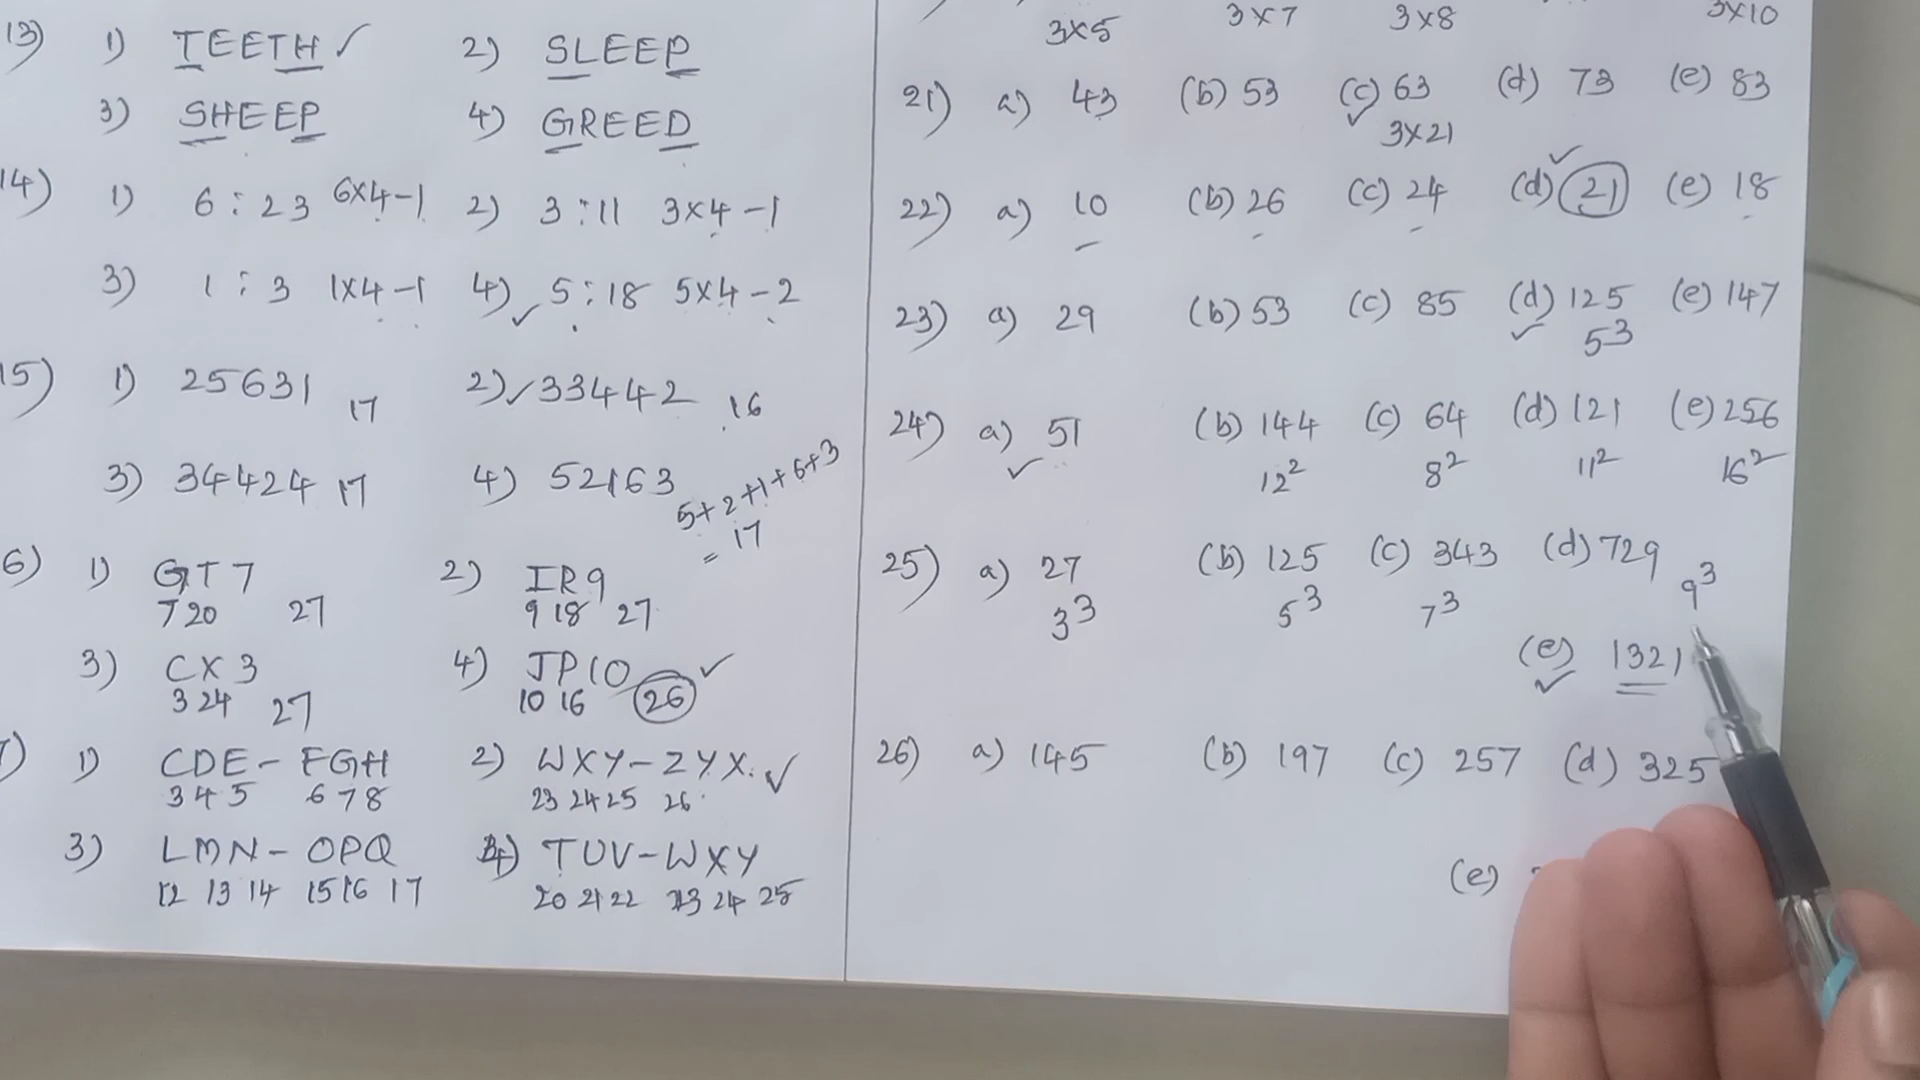 3x5 3x7 3x8 3x10
13) 1) TEETH ✓ 2) SLEEP
3) SHEEP 4) GREED
14) 1) 6:23 6x4-1 2) 3:11 3x4-1
3) 1:3 1x4-1 4) ✓ 5:18 5x4-2
15) 1) 25631 17 2) ✓ 33442 16
3) 34424 17 4) 52163
5+2+1+6+3
= 17
6) 1) GT7 2) IR9
7 20 27 9 18 27
3) CX3 4) JP10 ✓
3 24 27 10 16 26
7) 1) CDE - FGH 2) WXY-ZYX. ✓
3 4 5 6 7 8 23 24 25 26
3) LMN - OPQ 4) TUV-WXY
12 13 14 15 16 17 20 21 22 23 24 25
21) a) 43 (b) 53 (c) 63 (d) 73 (e) 83
✓ 3x21
22) a) 10 (b) 26 (c) 24 (d) ✓ 21 (e) 18
23) a) 29 (b) 53 (c) 85 (d) 125 (e) 147
✓ 5³
24) a) 51 (b) 144 (c) 64 (d) 121 (e) 256
✓ 12² 8² 11² 16²
25) a) 27 (b) 125 (c) 343 (d) 729
3³ 5³ 7³ 9³
(e) 1321
✓
26) a) 145 (b) 197 (c) 257 (d) 325
(e)